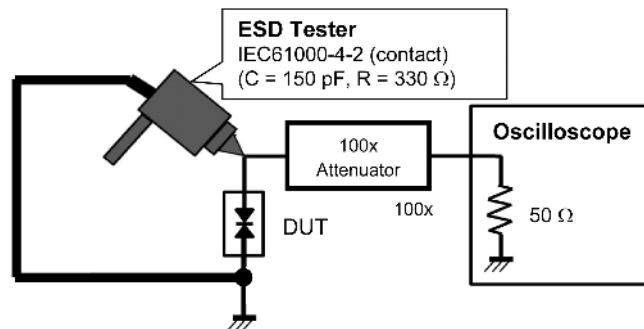 ESD Tester
IEC61000-4-2 (contact)
(C = 150 pF, R = 330 Ω)
100x
Attenuator
100x
Oscilloscope
50 Ω
DUT